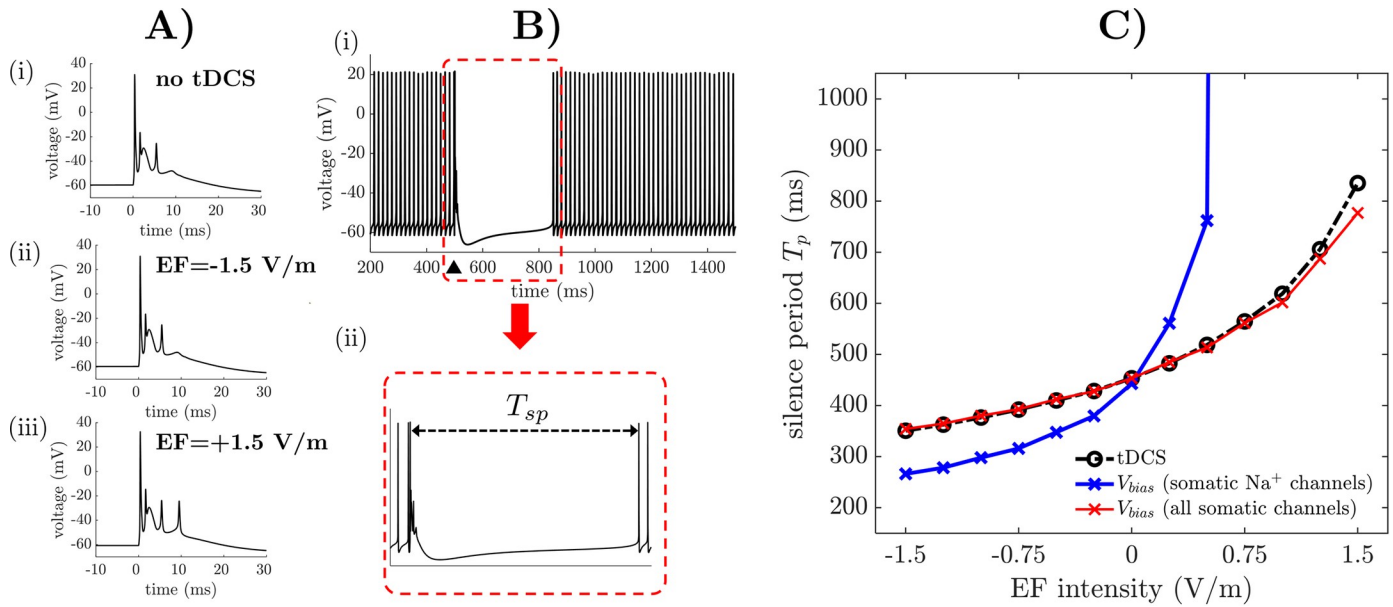 A)
B)
C)
(i)
no tDCS
voltage (mV)
40
20
0
-20
-40
-60
-10
0
10
20
30
time (ms)
(ii)
EF=-1.5 V/m
voltage (mV)
40
20
0
-20
-40
-60
-10
0
10
20
30
time (ms)
(iii)
EF=+1.5 V/m
voltage (mV)
40
20
0
-20
-40
-60
-10
0
10
20
30
time (ms)
(i)
voltage (mV)
20
0
-20
-40
-60
200
400
600
800
1000
1200
1400
time (ms)
(ii)
T_sp
silence period T_p (ms)
1000
900
800
700
600
500
400
300
200
-1.5
-0.75
0
0.75
1.5
EF intensity (V/m)
tDCS
V_bias (somatic Na⁺ channels)
V_bias (all somatic channels)